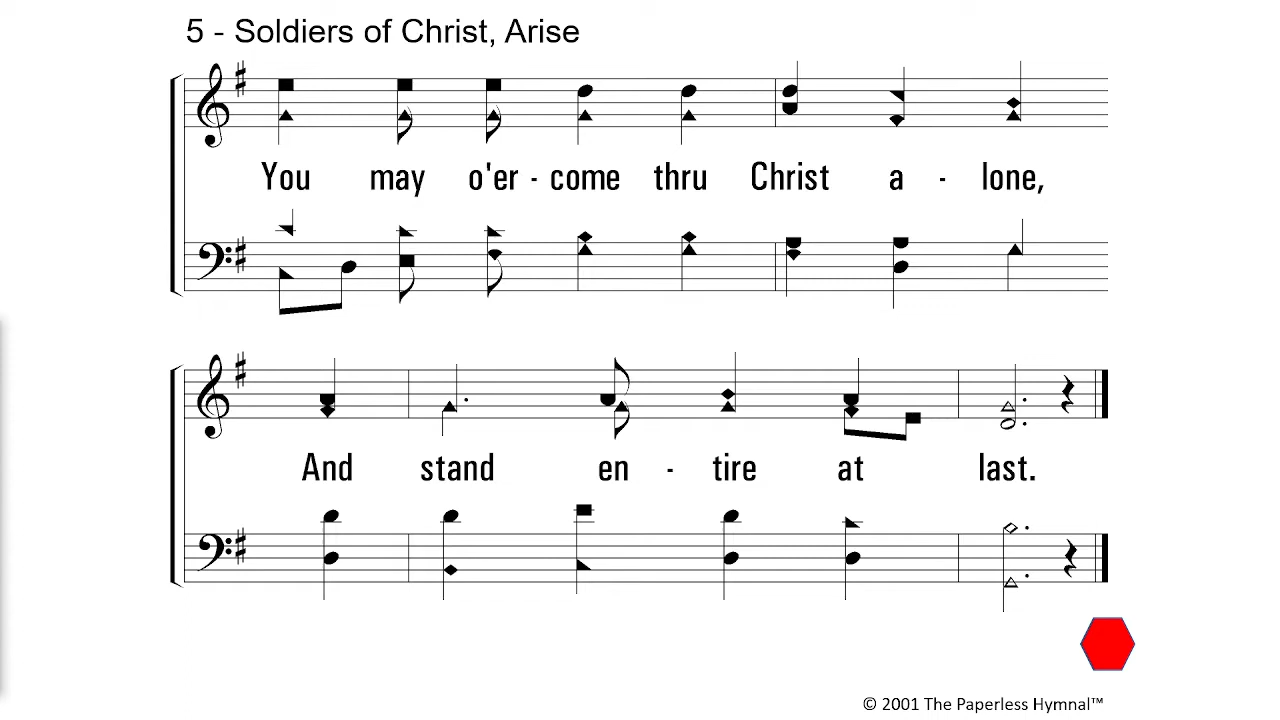 5 - Soldiers of Christ, Arise
You may o'er - come thru Christ a - lone,
And stand en - tire at last.
© 2001 The Paperless Hymnal™